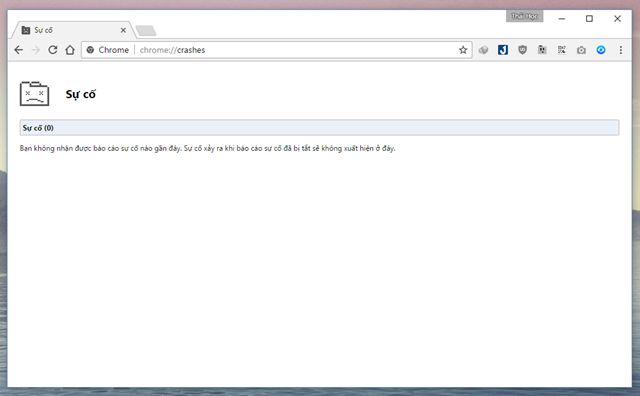 Thái Học
Sự cố
Chrome chrome://crashes
Sự cố
Sự cố (0)
Bạn không nhận được báo cáo sự cố nào gần đây. Sự cố xảy ra khi báo cáo sự cố đã bị tắt sẽ không xuất hiện ở đây.